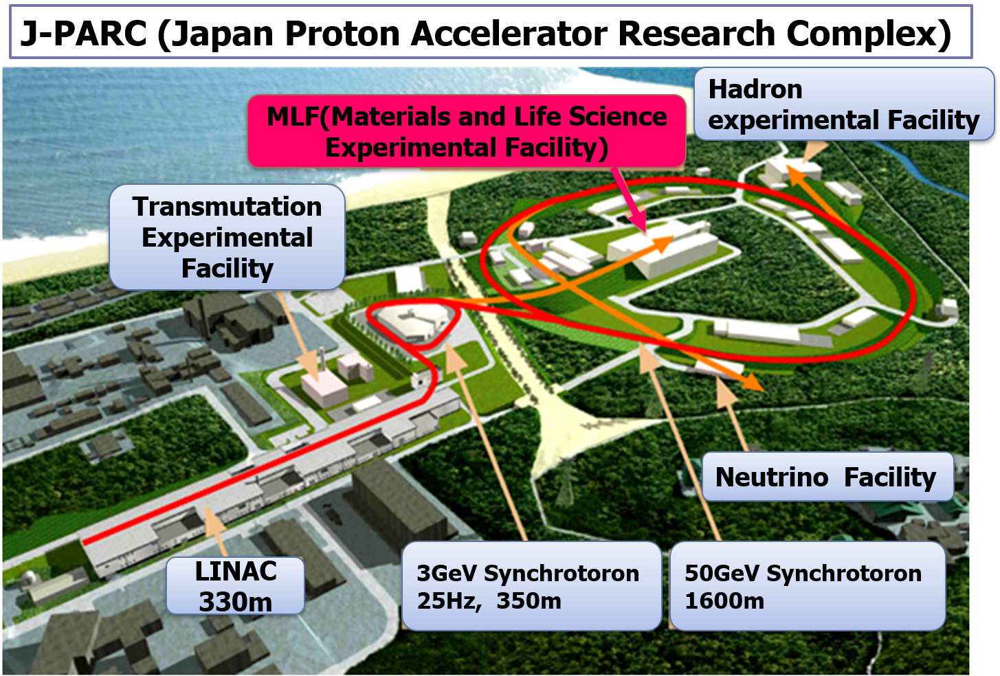 J-PARC (Japan Proton Accelerator Research Complex)
Hadron
experimental Facility
MLF(Materials and Life Science
Experimental Facility)
Transmutation
Experimental
Facility
Neutrino Facility
LINAC
330m
3GeV Synchrotoron
25Hz, 350m
50GeV Synchrotoron
1600m